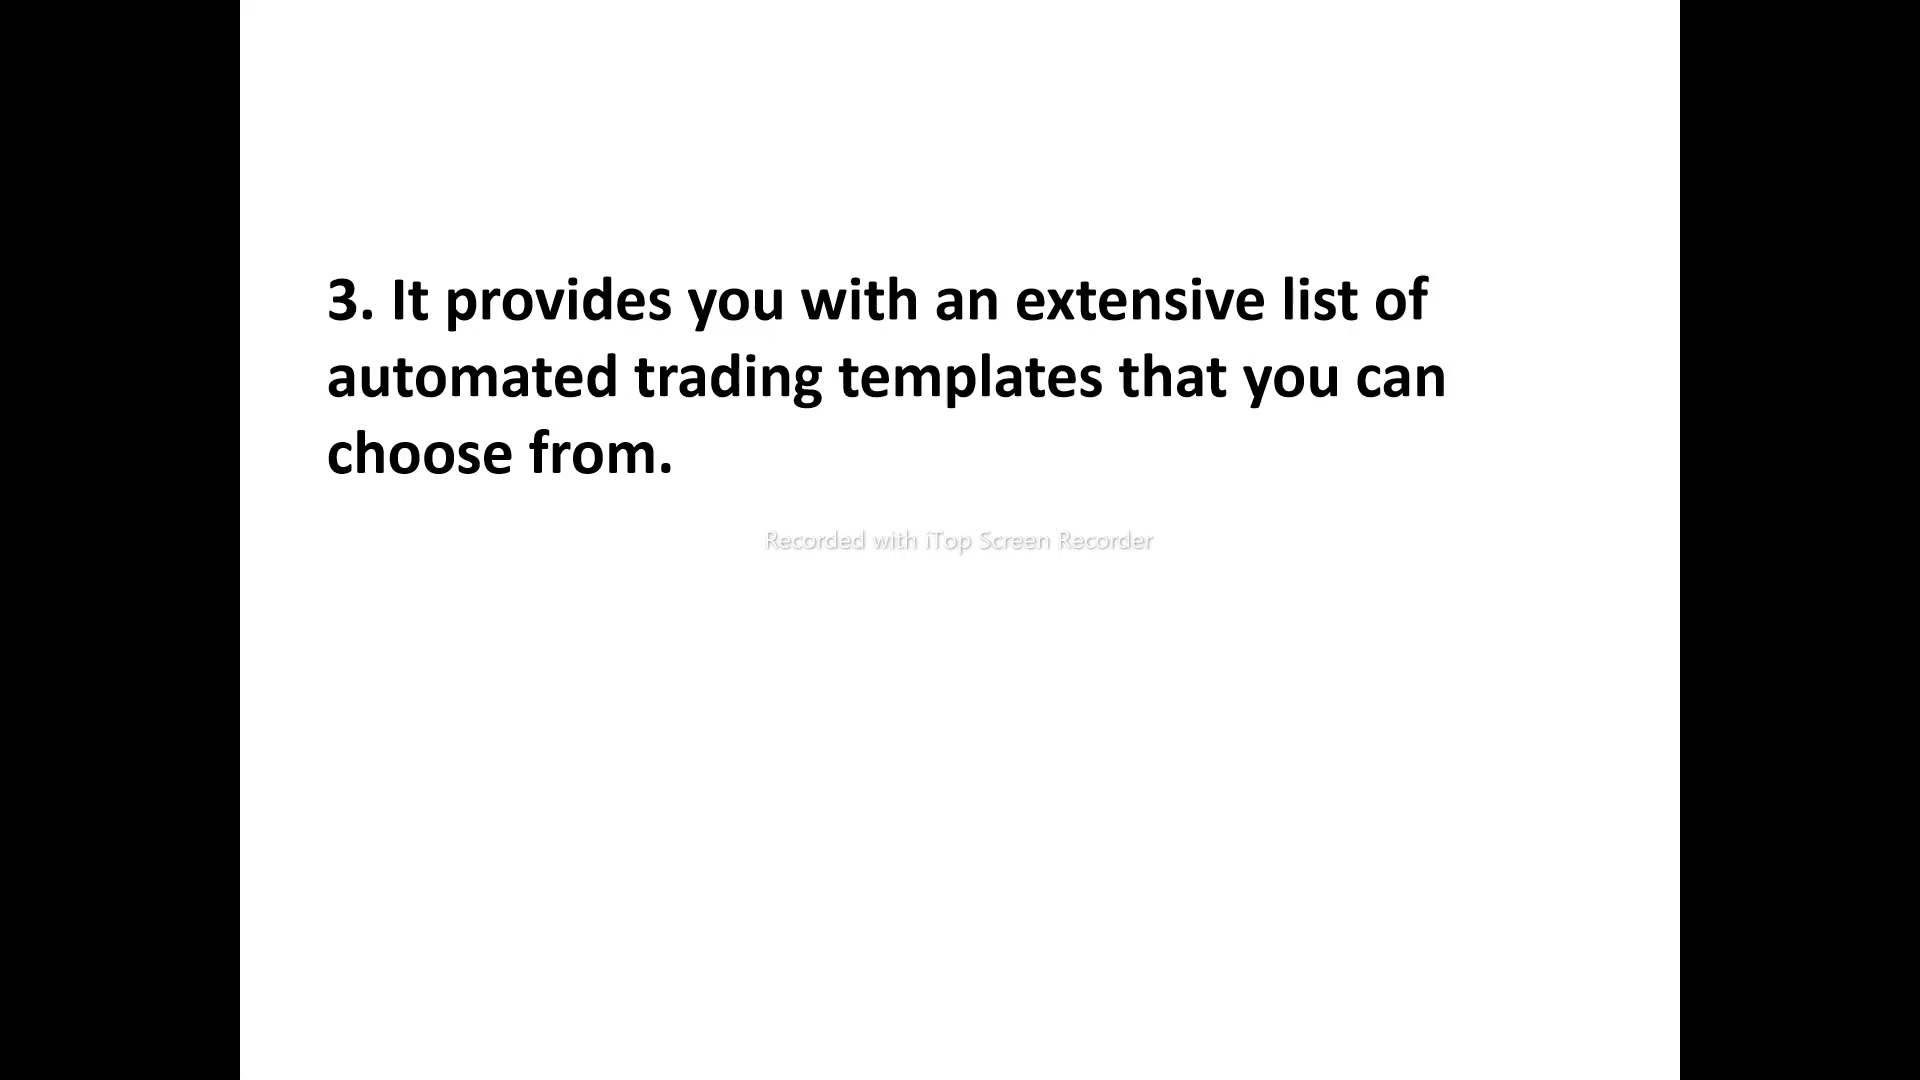 3. It provides you with an extensive list of
automated trading templates that you can
choose from.
Recorded with iTop Screen Recorder